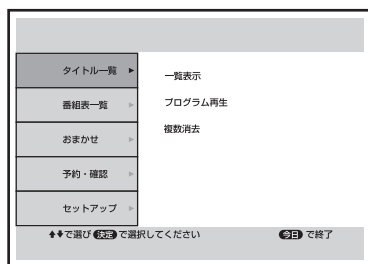 タイトル一覧 ▶
番組表一覧 ▶
おまかせ ▶
予約・確認 ▶
セットアップ ▶
一覧表示
プログラム再生
複数消去
▲▼で選び 決定 で選択してください 今日 で終了